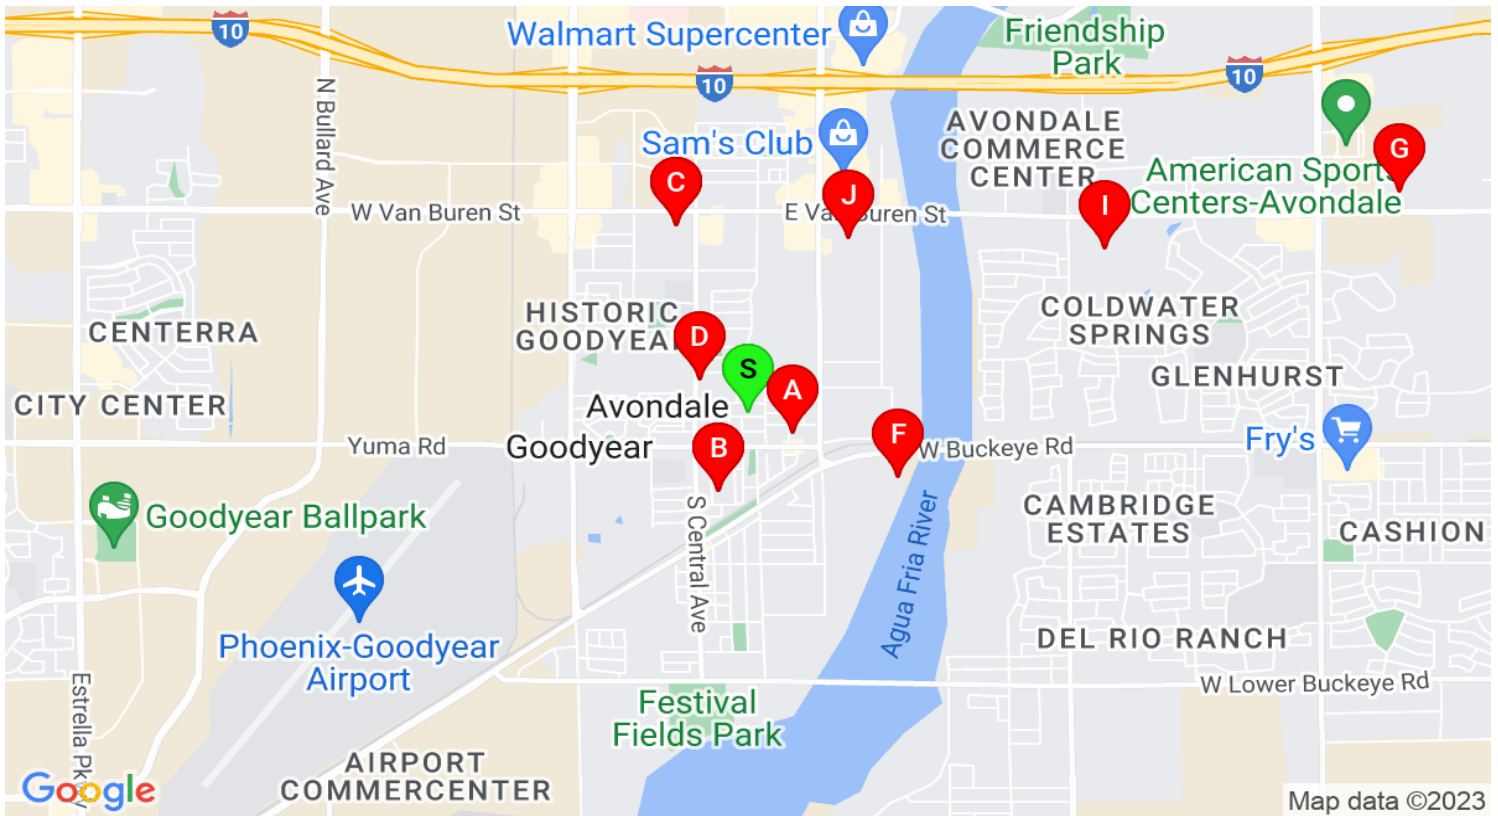 10
Walmart Supercenter
Friendship
Park
10
10
N Bullard Ave
Sam's Club
AVONDALE
COMMERCE
CENTER
G
American Sports
Centers-Avondale
C
J
I
W Van Buren St
E Van Buren St
HISTORIC
GOODYEAR
COLDWATER
SPRINGS
CENTERRA
D
S
A
GLENHURST
CITY CENTER
Avondale
Goodyear
Yuma Rd
B
F
W Buckeye Rd
Fry's
Goodyear Ballpark
S Central Ave
Agua Fria River
CAMBRIDGE
ESTATES
CASHION
Phoenix-Goodyear
Airport
DEL RIO RANCH
Estrella Pkwy
W Lower Buckeye Rd
Festival
Fields Park
AIRPORT
COMMERCENTER
Google
Map data ©2023